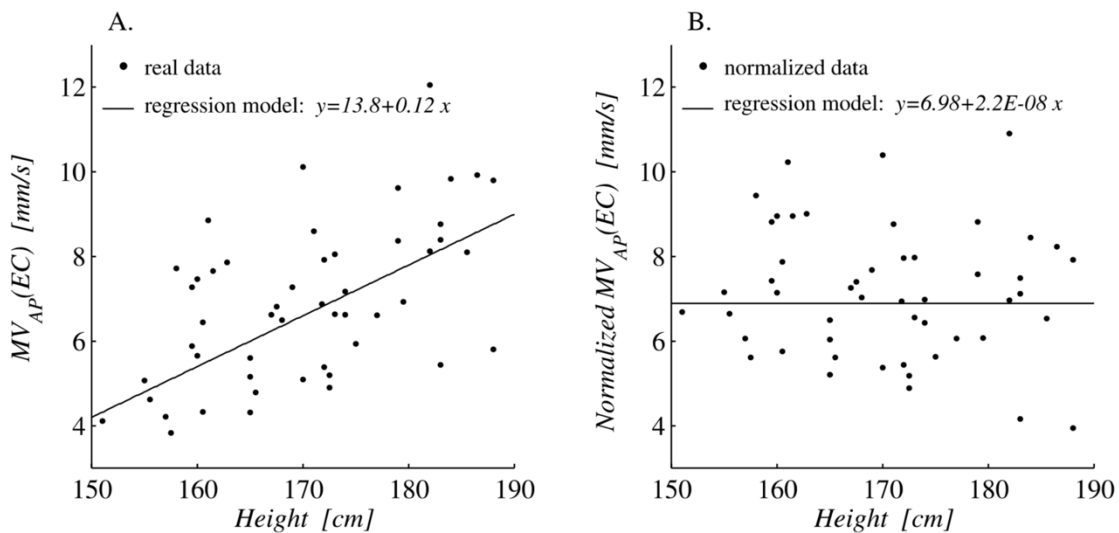 A.
real data
regression model: y=13.8+0.12 x
MV_AP(EC) [mm/s]
12
10
8
6
4
150 160 170 180 190
Height [cm]
B.
normalized data
regression model: y=6.98+2.2E-08 x
Normalized MV_AP(EC) [mm/s]
12
10
8
6
4
150 160 170 180 190
Height [cm]